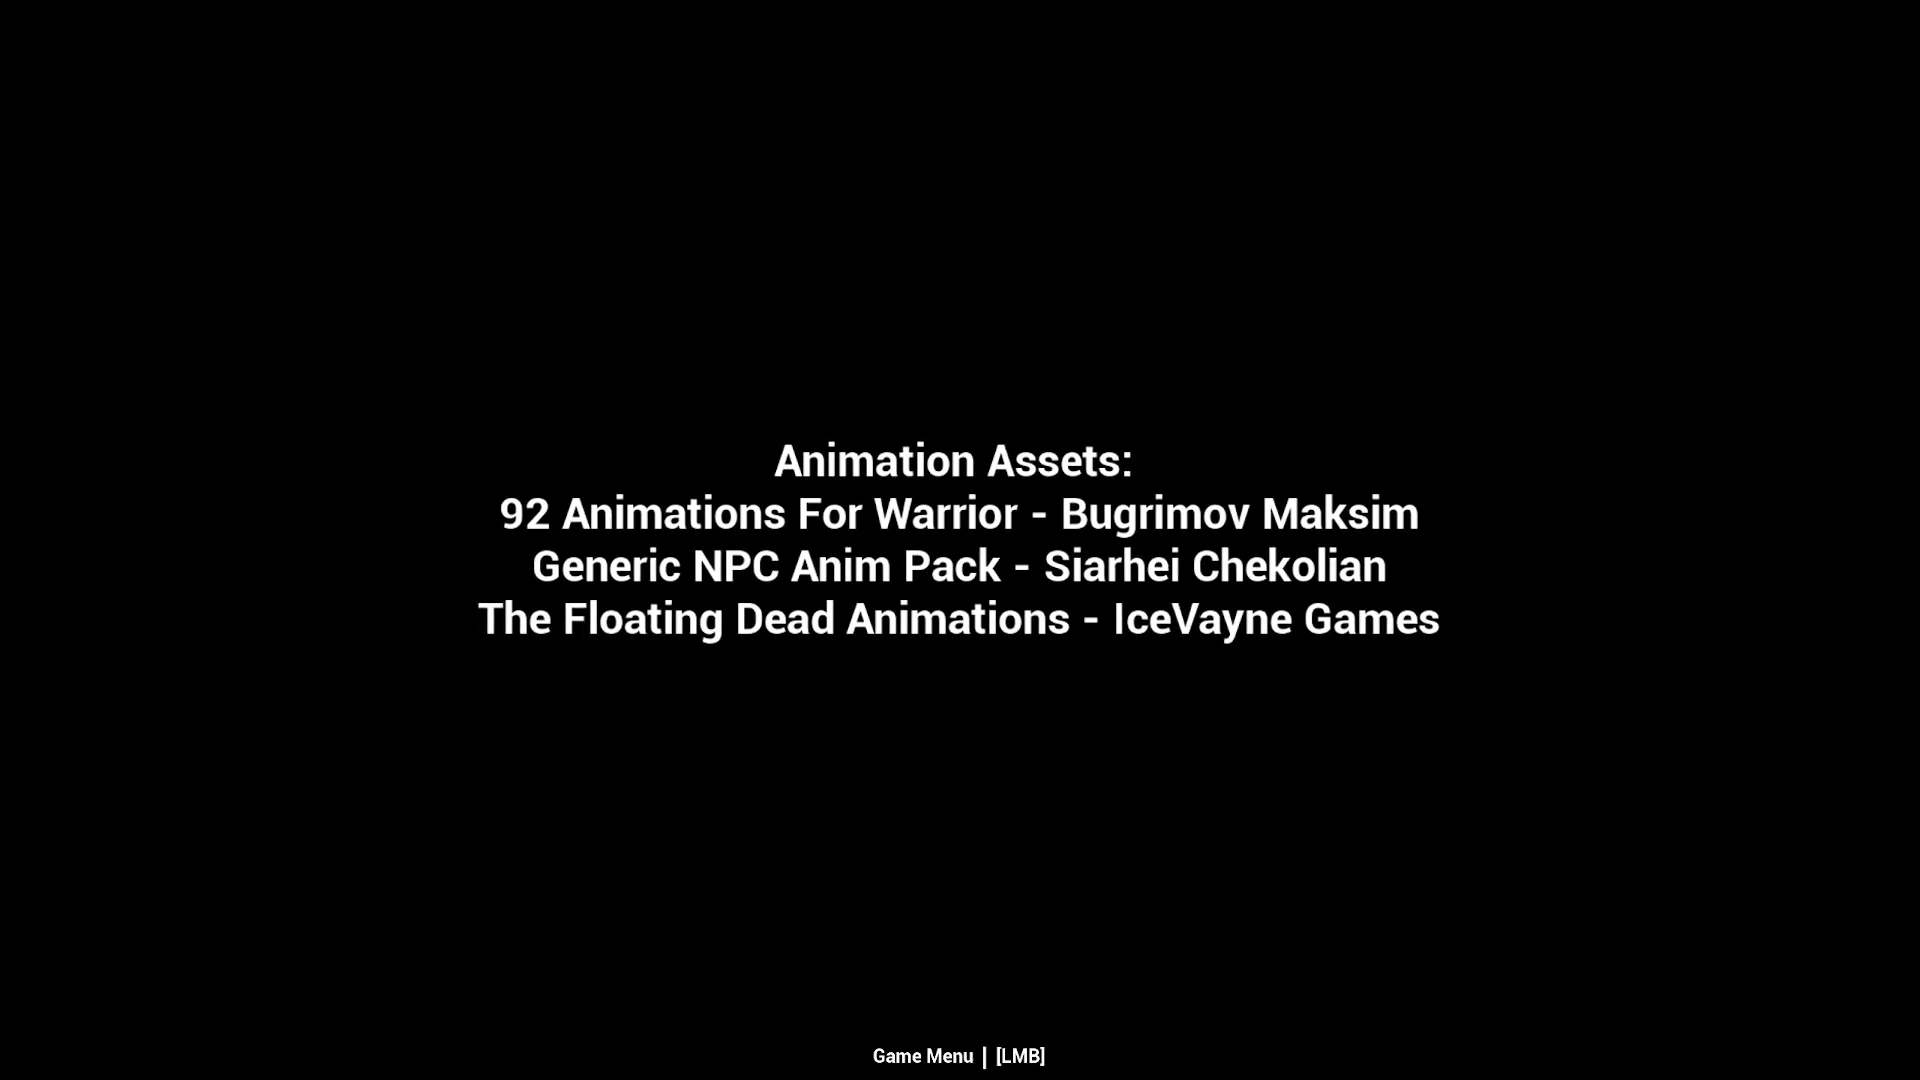 Animation Assets:
92 Animations For Warrior - Bugrimov Maksim
Generic NPC Anim Pack - Siarhei Chekolian
The Floating Dead Animations - IceVayne Games
Game Menu | [LMB]